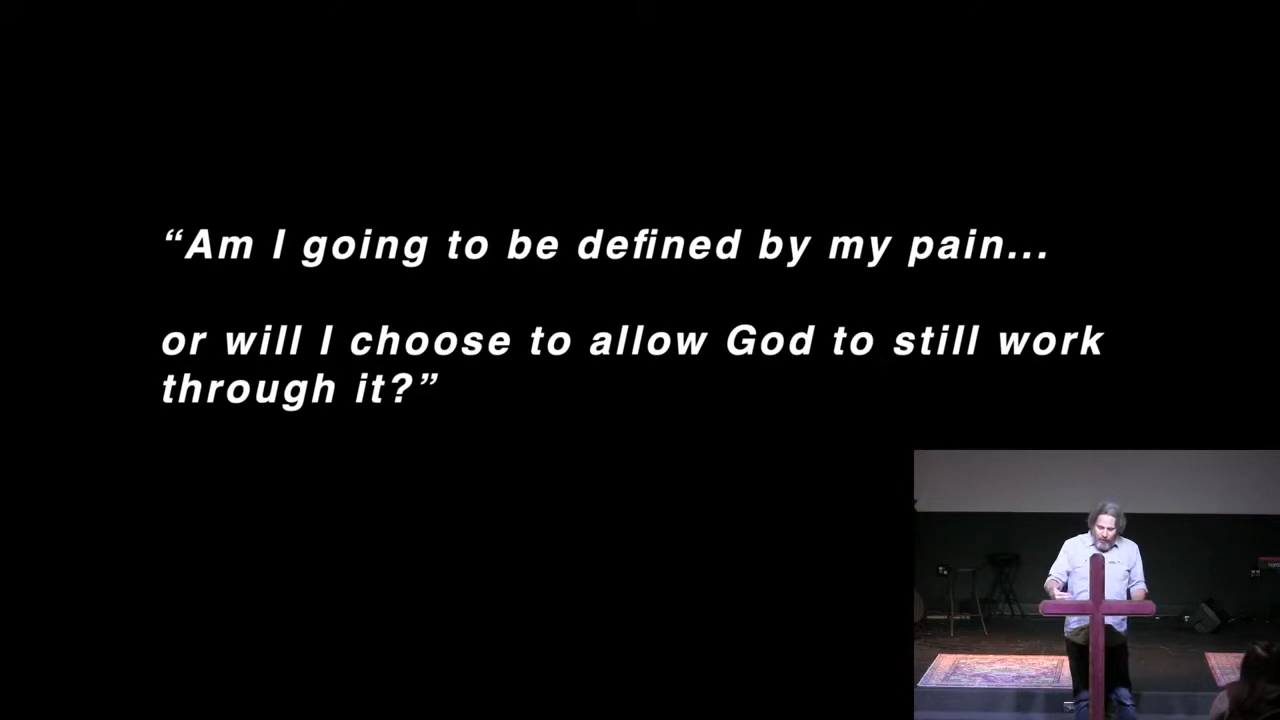 “Am I going to be defined by my pain...
or will I choose to allow God to still work
through it?”